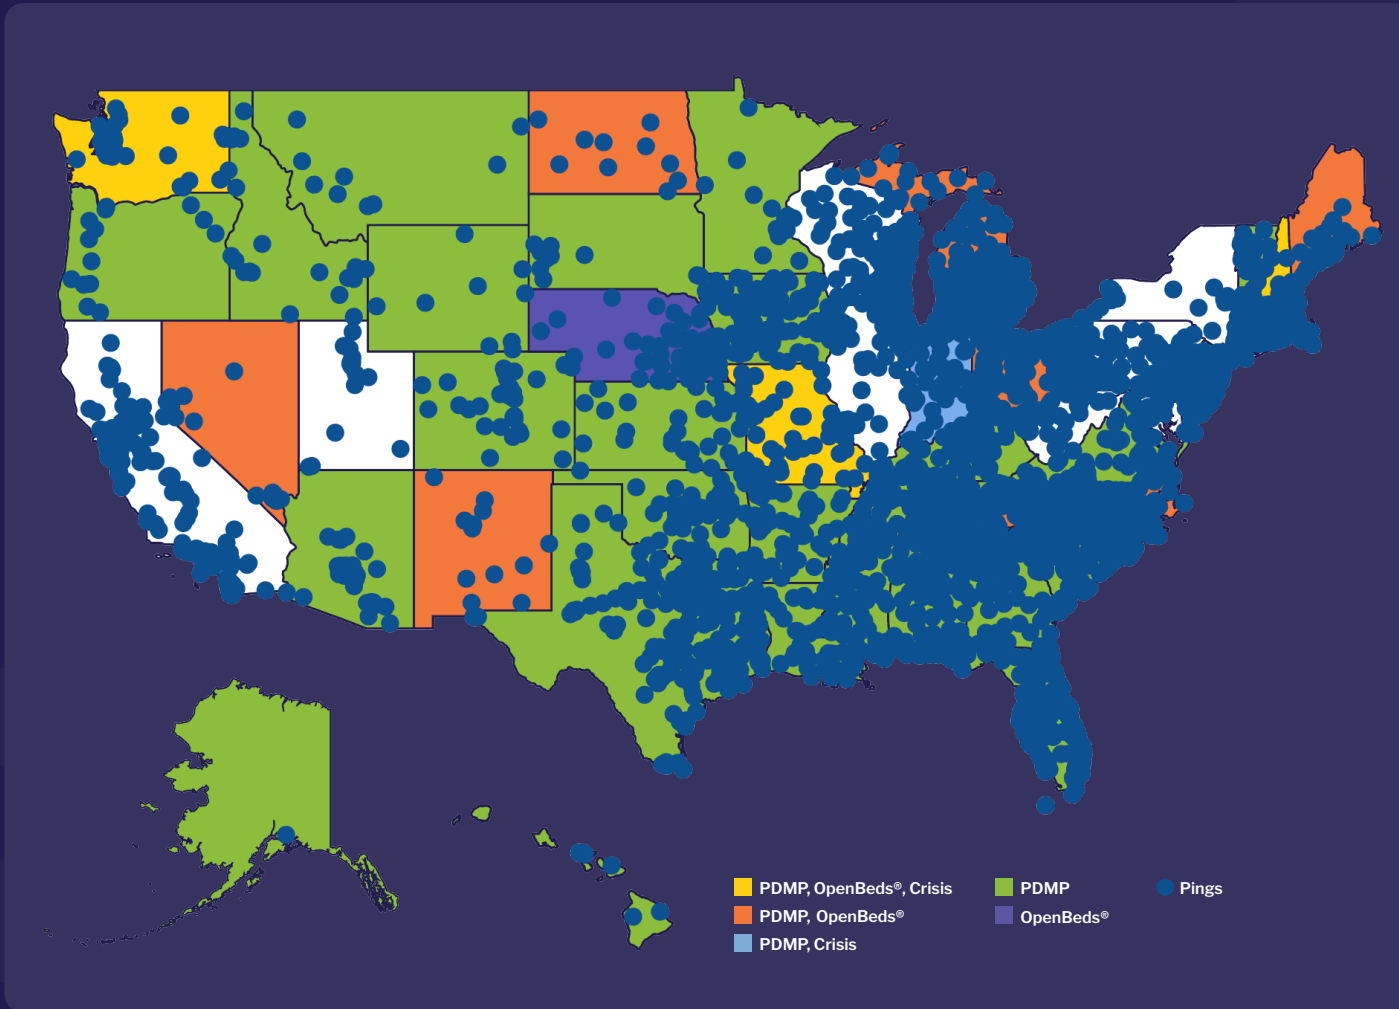 PDMP, OpenBeds®, Crisis
PDMP, OpenBeds®
PDMP, Crisis
PDMP
OpenBeds®
Pings